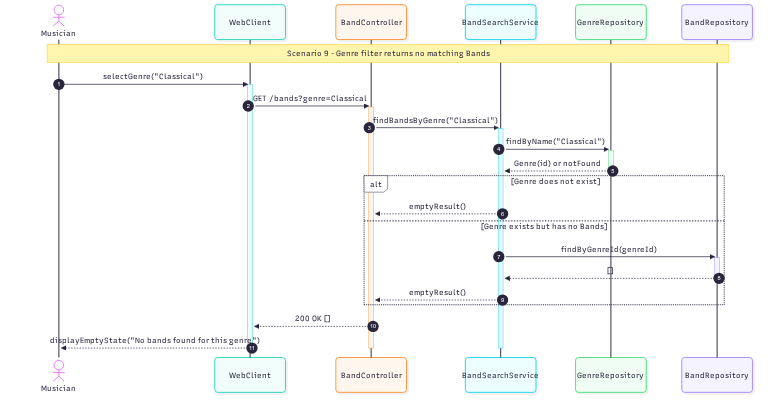 Musician
WebClient
BandController
BandSearchService
GenreRepository
BandRepository
Scenario 9 - Genre filter returns no matching Bands
1
selectGenre("Classical")
2
GET /bands?genre=Classical
3
findBandsByGenre("Classical")
4
findByName("Classical")
5
Genre(id) or notFound
alt
[Genre does not exist]
6
emptyResult()
[Genre exists but has no Bands]
7
findByGenreId(genreId)
8
[]
9
emptyResult()
10
200 OK []
11
displayEmptyState("No bands found for this genre")
Musician
WebClient
BandController
BandSearchService
GenreRepository
BandRepository